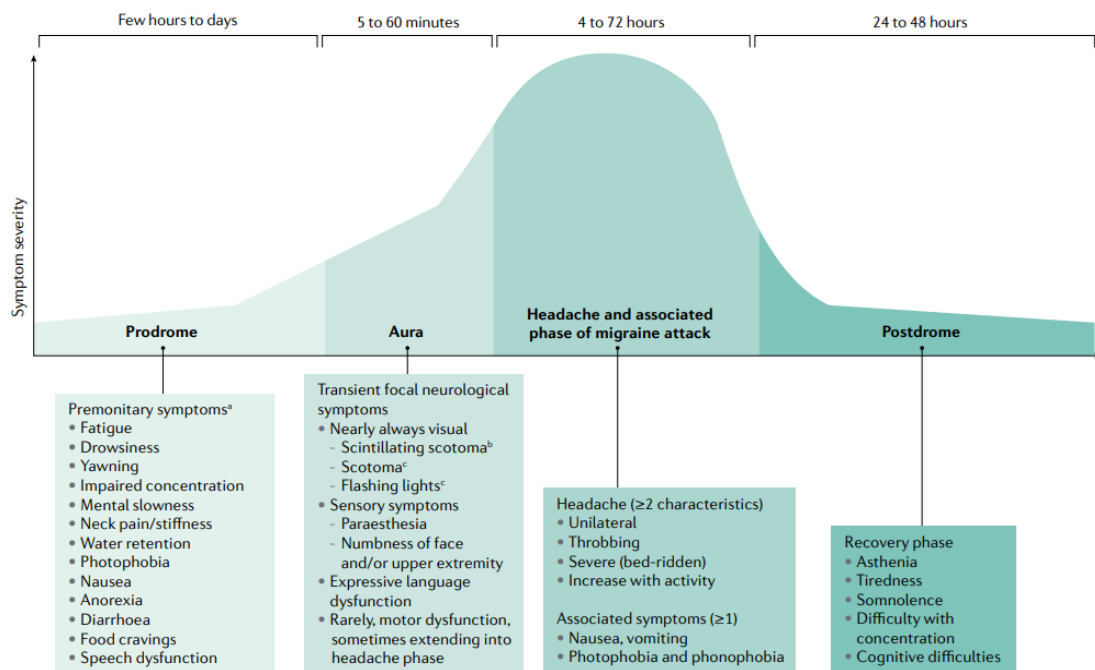 Few hours to days
5 to 60 minutes
4 to 72 hours
24 to 48 hours
Symptom severity
Prodrome
Aura
Headache and associated
phase of migraine attack
Postdrome
Premonitary symptomsᵃ
• Fatigue
• Drowsiness
• Yawning
• Impaired concentration
• Mental slowness
• Neck pain/stiffness
• Water retention
• Photophobia
• Nausea
• Anorexia
• Diarrhoea
• Food cravings
• Speech dysfunction
Transient focal neurological
symptoms
• Nearly always visual
- Scintillating scotomaᵇ
- Scotomaᶜ
- Flashing lightsᶜ
• Sensory symptoms
- Paraesthesia
- Numbness of face
and/or upper extremity
• Expressive language
dysfunction
• Rarely, motor dysfunction,
sometimes extending into
headache phase
Headache (≥2 characteristics)
• Unilateral
• Throbbing
• Severe (bed-ridden)
• Increase with activity
Associated symptoms (≥1)
• Nausea, vomiting
• Photophobia and phonophobia
Recovery phase
• Asthenia
• Tiredness
• Somnolence
• Difficulty with
concentration
• Cognitive difficulties